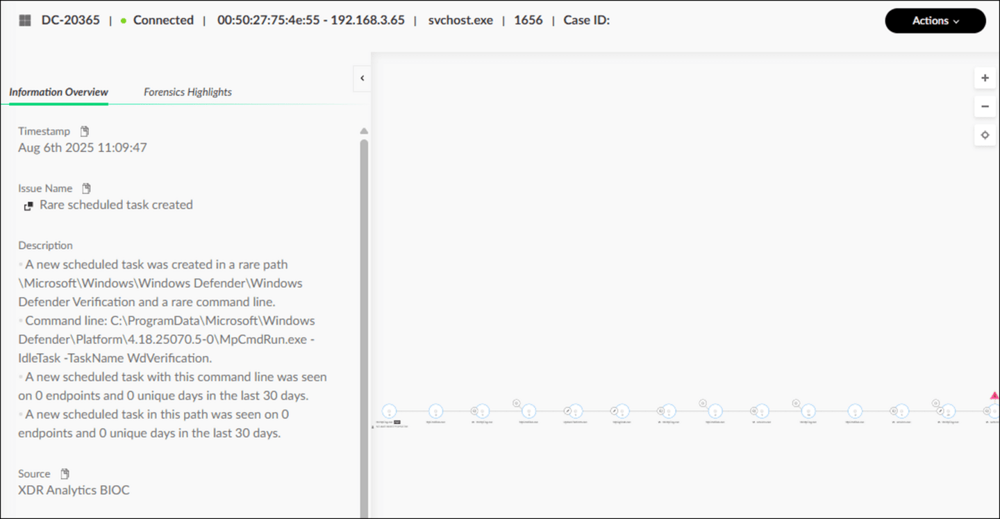 DC-20365 | Connected | 00:50:27:75:4e:55 - 192.168.3.65 | svchost.exe | 1656 | Case ID:
Actions
Information Overview
Forensics Highlights
Timestamp
Aug 6th 2025 11:09:47
Issue Name
Rare scheduled task created
Description
• A new scheduled task was created in a rare path
\Microsoft\Windows\Windows Defender\Windows
Defender Verification and a rare command line.
• Command line: C:\ProgramData\Microsoft\Windows
Defender\Platform\4.18.25070.5-0\MpCmdRun.exe -
IdleTask -TaskName WdVerification.
• A new scheduled task with this command line was seen
on 0 endpoints and 0 unique days in the last 30 days.
• A new scheduled task in this path was seen on 0
endpoints and 0 unique days in the last 30 days.
Source
XDR Analytics BIOC